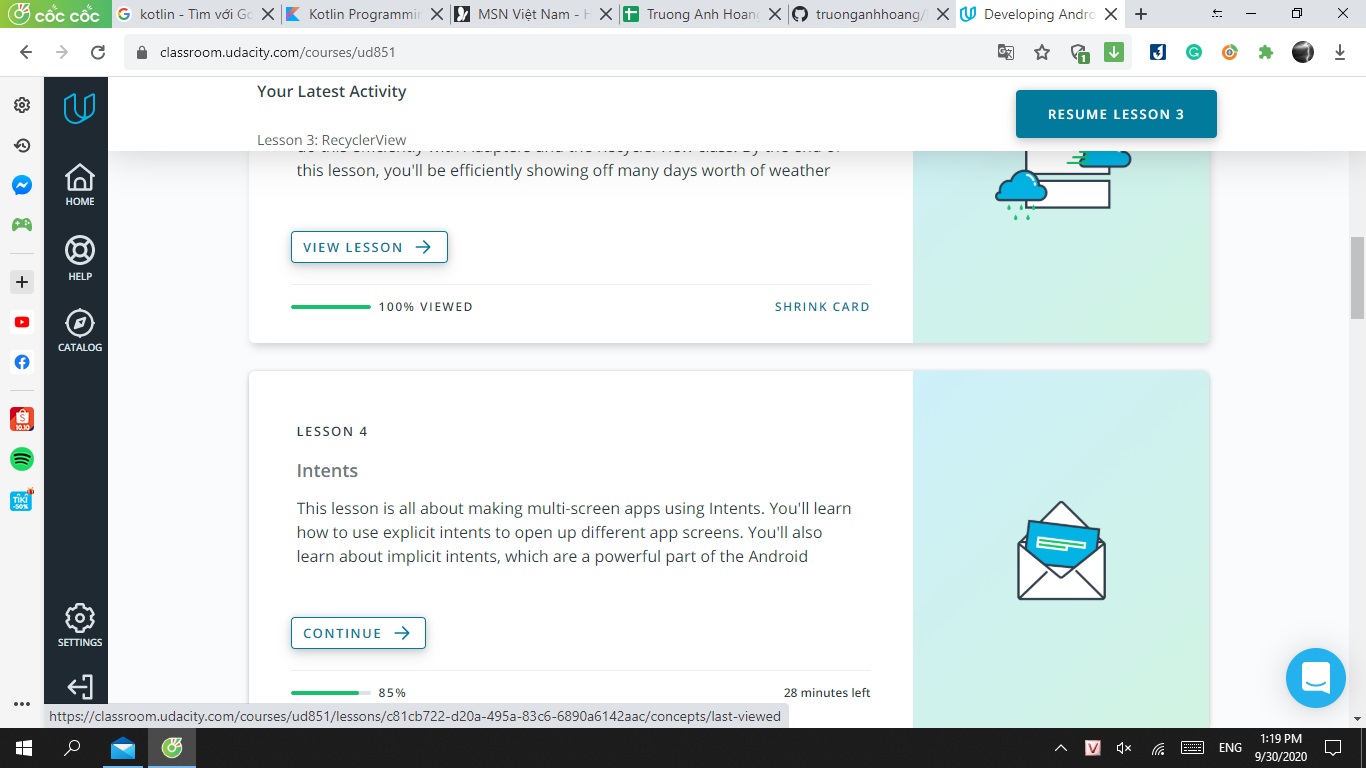 cốc cốc
kotlin - Tìm với Go
Kotlin Programmin
MSN Việt Nam - H
Truong Anh Hoang
truonganhhoang/
Developing Andro
classroom.udacity.com/courses/ud851
1
Your Latest Activity
RESUME LESSON 3
Lesson 3: RecyclerView
this lesson, you'll be efficiently showing off many days worth of weather
HOME
VIEW LESSON
HELP
100% VIEWED
SHRINK CARD
CATALOG
LESSON 4
Intents
This lesson is all about making multi-screen apps using Intents. You'll learn
how to use explicit intents to open up different app screens. You'll also
learn about implicit intents, which are a powerful part of the Android
10.10
TIKI
-50%
CONTINUE
SETTINGS
85%
28 minutes left
https://classroom.udacity.com/courses/ud851/lessons/c81cb722-d20a-495a-83c6-6890a6142aac/concepts/last-viewed
V
ENG
1:19 PM
9/30/2020